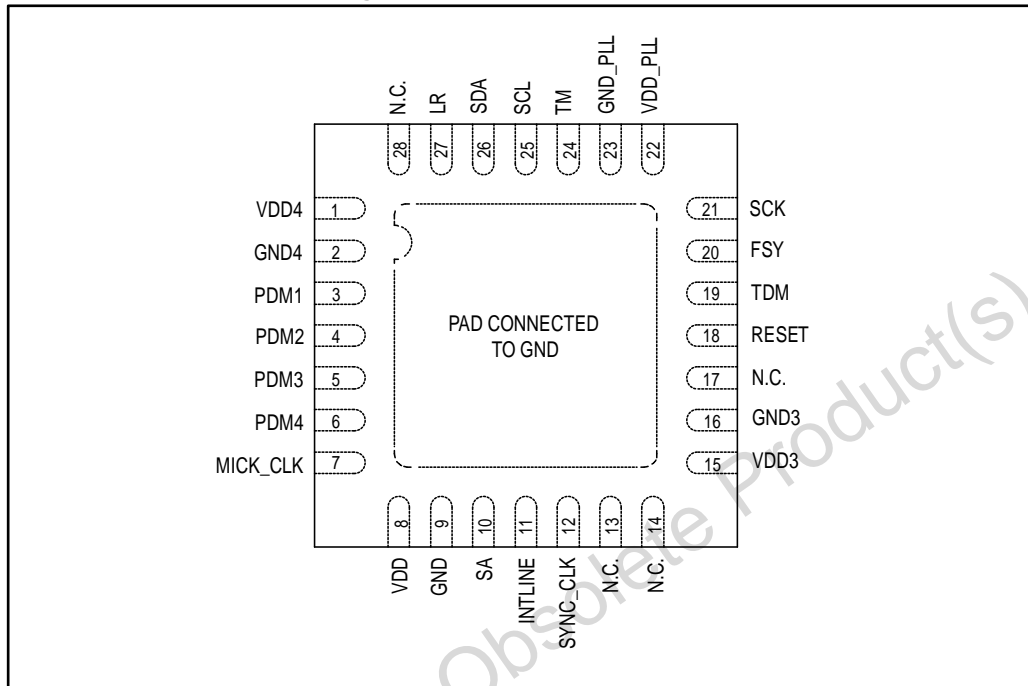 N.C.
LR
SDA
SCL
TM
GND_PLL
VDD_PLL
28
27
26
25
24
23
22
VDD4 1
GND4 2
PDM1 3
PDM2 4
PDM3 5
PDM4 6
MICK_CLK 7
PAD CONNECTED
TO GND
21 SCK
20 FSY
19 TDM
18 RESET
17 N.C.
16 GND3
15 VDD3
8
9
10
11
12
13
14
VDD
GND
SA
INTLINE
SYNC_CLK
N.C.
N.C.
Obsolete Product(s)